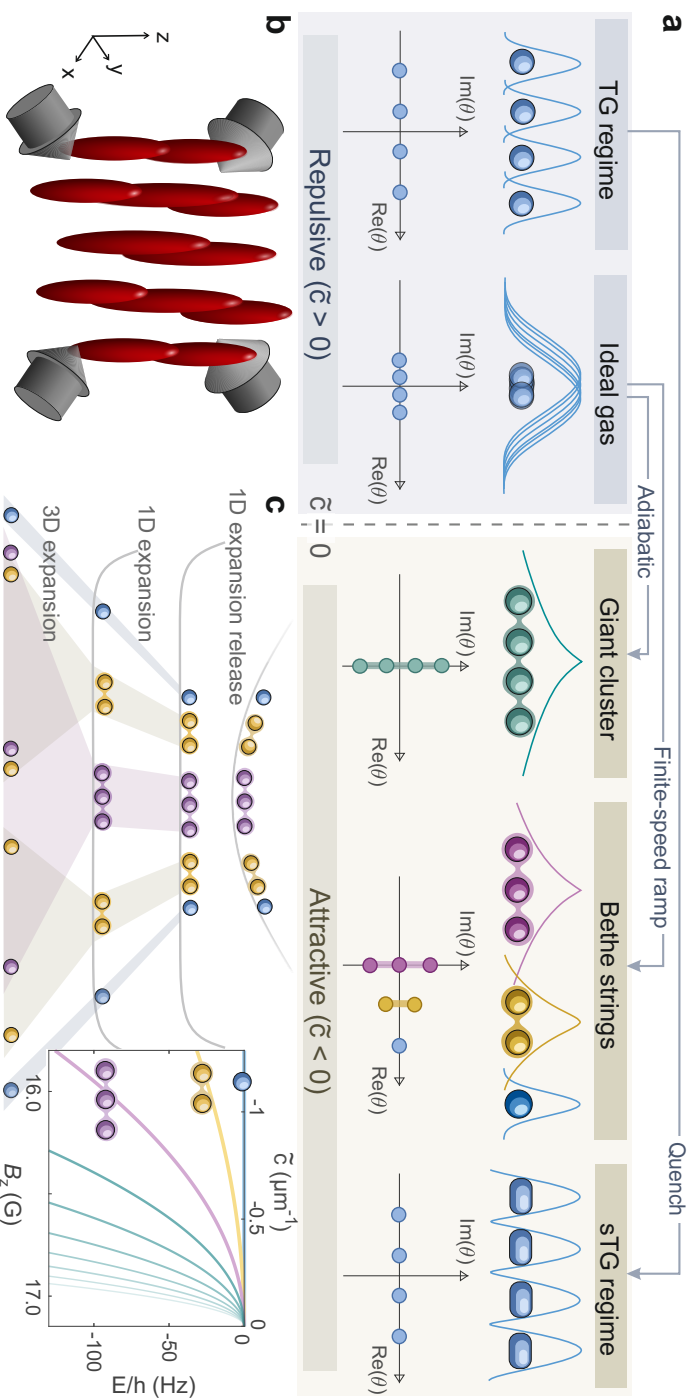 a
Adiabatic
Finite-speed ramp
Quench
TG regime
Ideal gas
Giant cluster
Bethe strings
sTG regime
Im(θ)
Re(θ)
Im(θ)
Re(θ)
Im(θ)
Re(θ)
Im(θ)
Re(θ)
Im(θ)
Re(θ)
Repulsive (c̃ > 0)
c̃ = 0
Attractive (c̃ < 0)
b
z
y
x
c
1D expansion release
1D expansion
3D expansion
c̃ (μm⁻¹)
-1
-0.5
0
0
-50
-100
E/h (Hz)
16.0
17.0
B_z (G)